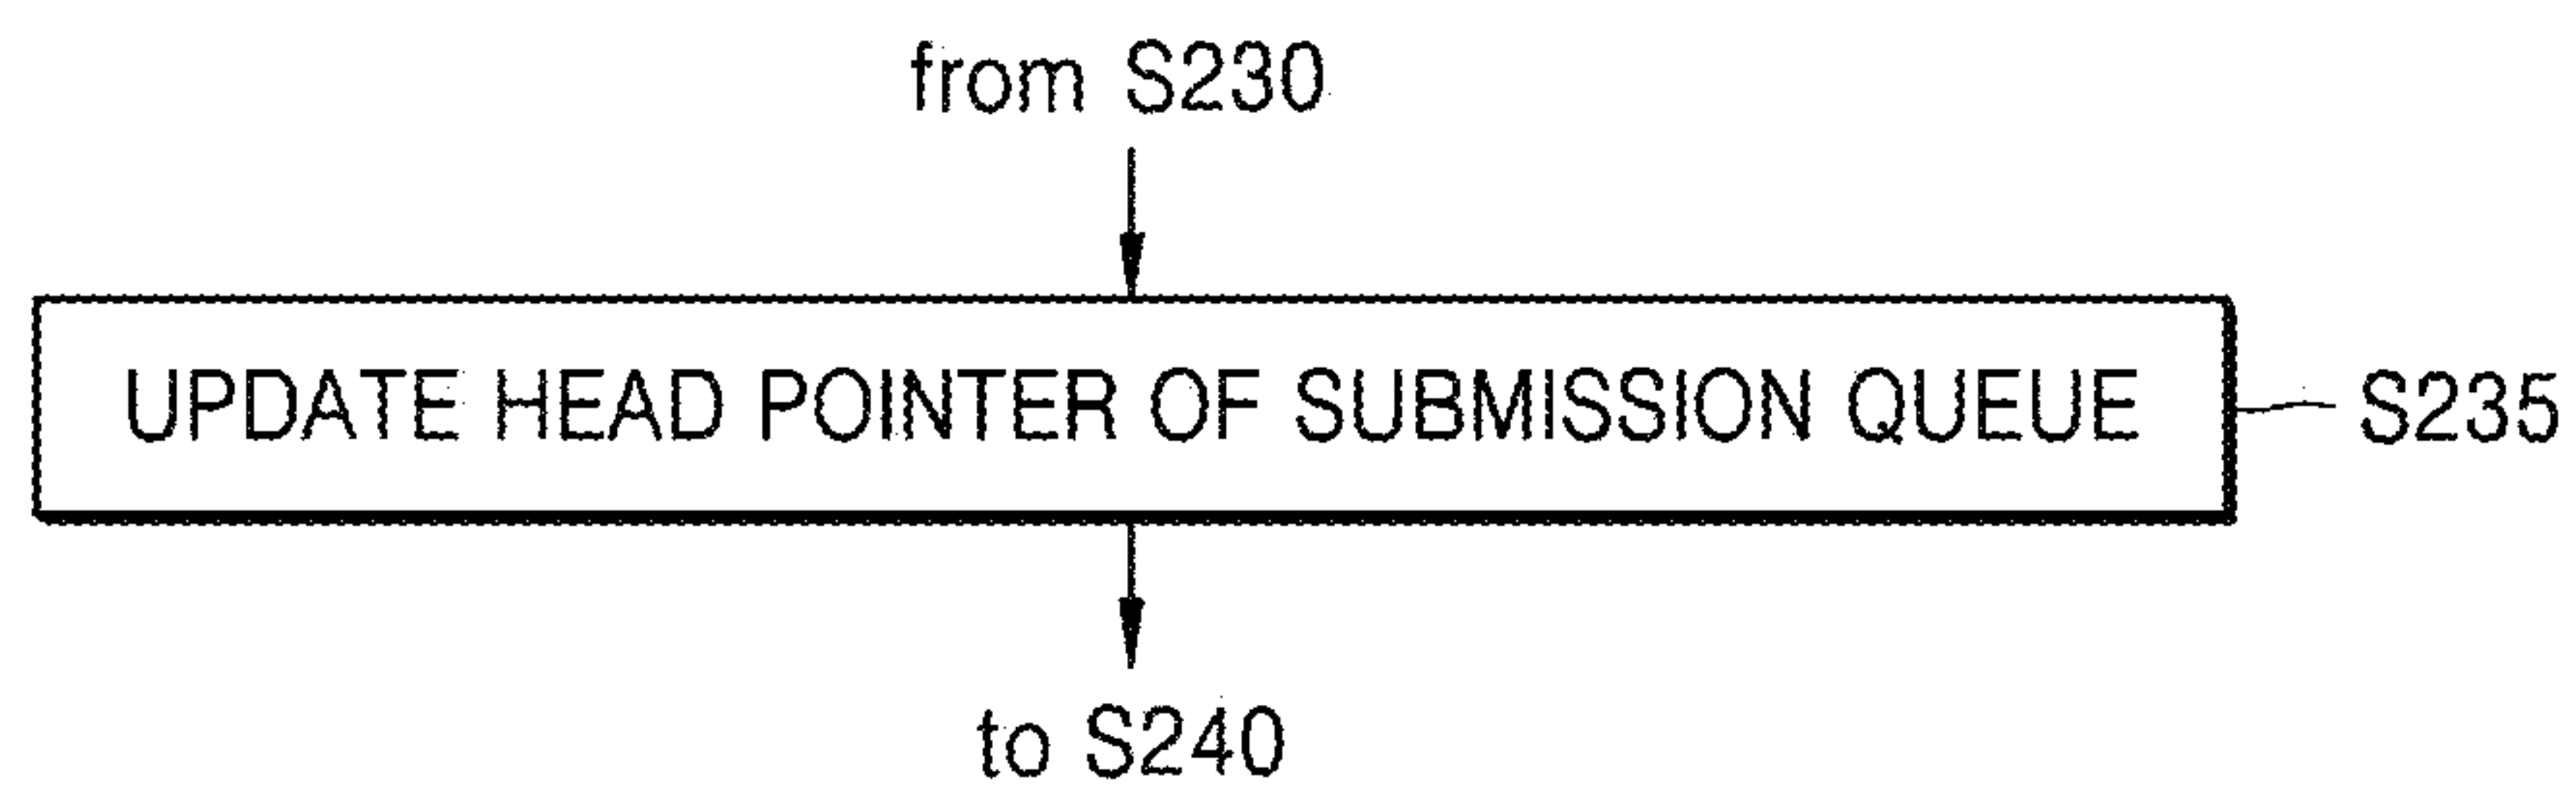 from S230
UPDATE HEAD POINTER OF SUBMISSION QUEUE
S235
to S240